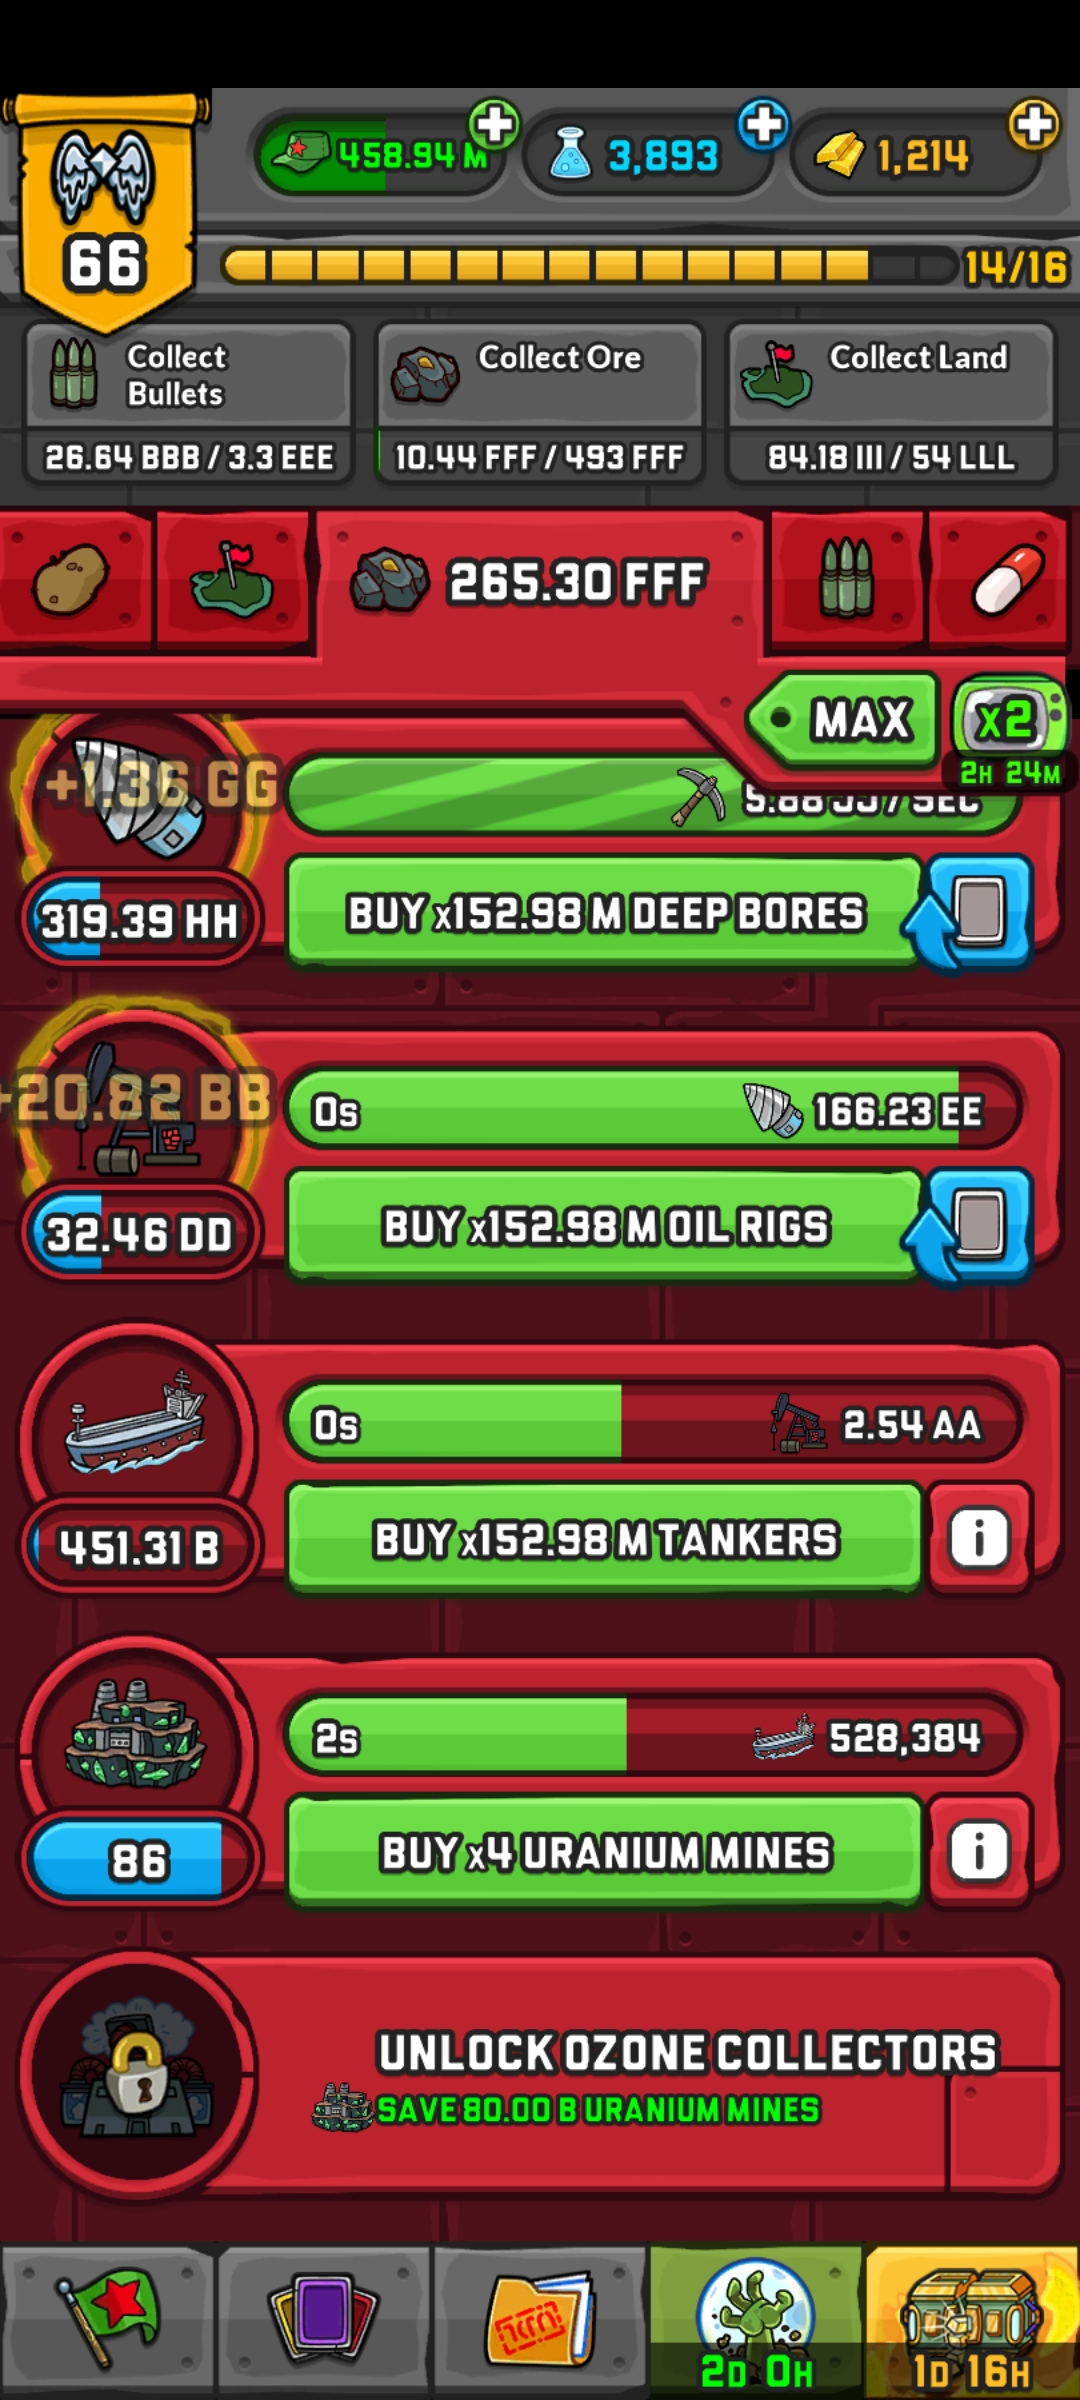 458.94 M
3,893
1,214
66
14/16
Collect
Bullets
Collect Ore
Collect Land
26.64 BBB / 3.3 EEE
10.44 FFF / 493 FFF
84.18 III / 54 LLL
265.30 FFF
MAX
x2
2H 24M
+1.36 GG
5.88 JJ / SEC
319.39 HH
BUY x152.98 M DEEP BORES
+20.82 BB
0s
166.23 EE
32.46 DD
BUY x152.98 M OIL RIGS
0s
2.54 AA
451.31 B
BUY x152.98 M TANKERS
i
2s
528,384
86
BUY x4 URANIUM MINES
i
UNLOCK OZONE COLLECTORS
SAVE 80.00 B URANIUM MINES
2D 0H
1D 16H